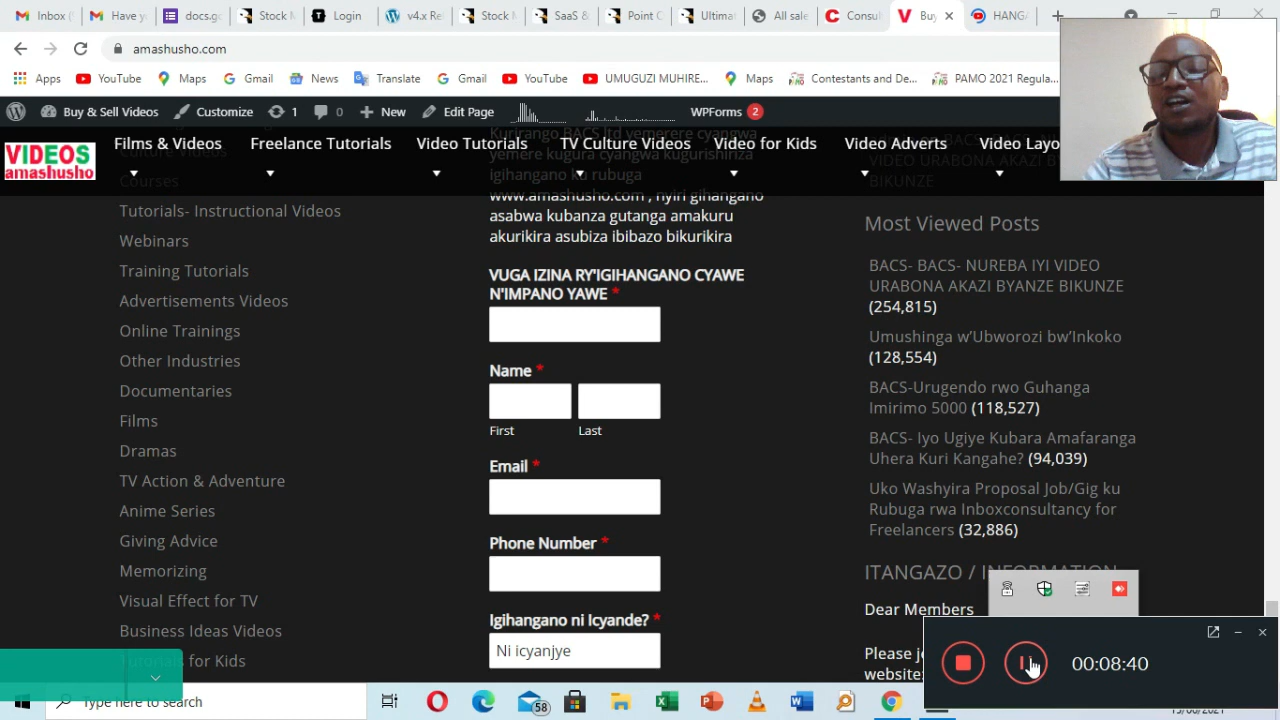 Inbox (
Han y
dosc.go
Stock M
Login
v4.x Re
Stock M
SaaS &
Point C
Ultimat
All sale
Consul
Buy
HANGA
amashusho.com
Apps
YouTube
Maps
Gmail
News
Translate
Gmail
YouTube
UMUGUZI MUHIRE...
Maps
Contestants and De...
PAMO 2021 Regula...
Buy & Sell Videos
Customize
1
0
New
Edit Page
WPForms 2
VIDEOS
amashusho
Films & Videos
Freelance Tutorials
Video Tutorials
TV Culture Videos
Video for Kids
Video Adverts
Video Layo
Courses
Tutorials- Instructional Videos
Webinars
Training Tutorials
Advertisements Videos
Online Trainings
Other Industries
Documentaries
Films
Dramas
TV Action & Adventure
Anime Series
Giving Advice
Memorizing
Visual Effect for TV
Business Ideas Videos
Tutorials for Kids
Kurirango BACS ltd yemerere cyangwa
yemere kugura cyangwa kugurishiriza
igihangano ku rubuga
www.amashusho.com , nyiri gihangano
asabwa kubanza gutanga amakuru
akurikira asubiza ibibazo bikurikira
VUGA IZINA RY'IGIHANGANO CYAWE
N'IMPANO YAWE *
Name *
First
Last
Email *
Phone Number *
Igihangano ni Icyande? *
Ni icyanjye
VIDEO URABONA AKAZI BY
BIKUNZE
Most Viewed Posts
BACS- BACS- NUREBA IYI VIDEO
URABONA AKAZI BYANZE BIKUNZE
(254,815)
Umushinga w'Ubworozi bw'Inkoko
(128,554)
BACS-Urugendo rwo Guhanga
Imirimo 5000 (118,527)
BACS- Iyo Ugiye Kubara Amafaranga
Uhera Kuri Kangahe? (94,039)
Uko Washyira Proposal Job/Gig ku
Rubuga rwa Inboxconsultancy for
Freelancers (32,886)
ITANGAZO / INFORMATION
Dear Members
Please j
website:
00:08:40
Type here to search
58